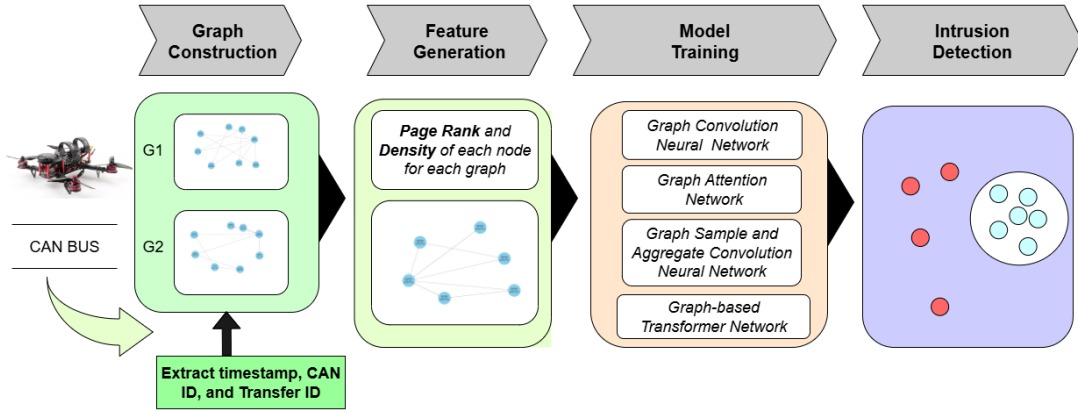 Graph
Construction
Feature
Generation
Model
Training
Intrusion
Detection
G1
G2
CAN BUS
Extract timestamp, CAN
ID, and Transfer ID
Page Rank and
Density of each node
for each graph
Graph Convolution
Neural Network
Graph Attention
Network
Graph Sample and
Aggregate Convolution
Neural Network
Graph-based
Transformer Network